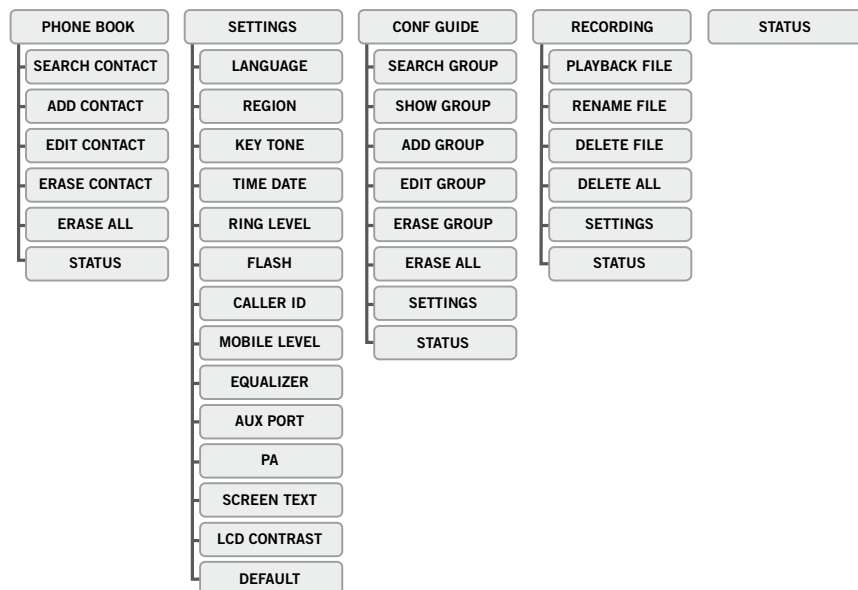 PHONE BOOK
SEARCH CONTACT
ADD CONTACT
EDIT CONTACT
ERASE CONTACT
ERASE ALL
STATUS
SETTINGS
LANGUAGE
REGION
KEY TONE
TIME DATE
RING LEVEL
FLASH
CALLER ID
MOBILE LEVEL
EQUALIZER
AUX PORT
PA
SCREEN TEXT
LCD CONTRAST
DEFAULT
CONF GUIDE
SEARCH GROUP
SHOW GROUP
ADD GROUP
EDIT GROUP
ERASE GROUP
ERASE ALL
SETTINGS
STATUS
RECORDING
PLAYBACK FILE
RENAME FILE
DELETE FILE
DELETE ALL
SETTINGS
STATUS
STATUS